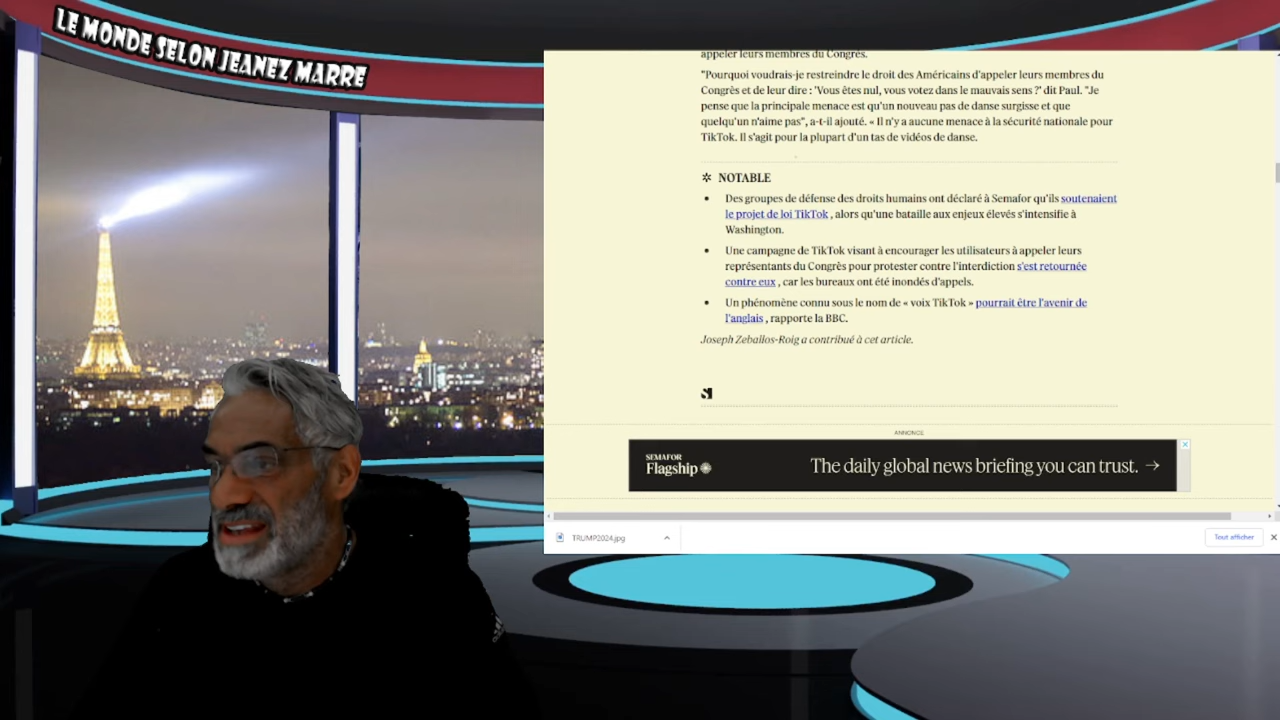 LE MONDE SELON JEANEZ MARRE
appeler leurs membres du Congrès.
"Pourquoi voudrais-je restreindre le droit des Américains d'appeler leurs membres du
Congrès et de leur dire : 'Vous êtes nul, vous votez dans le mauvais sens ?' dit Paul. "Je
pense que la principale menace est qu'un nouveau pas de danse surgisse et que
quelqu'un n'aime pas", a-t-il ajouté. « Il n'y a aucune menace à la sécurité nationale pour
TikTok. Il s'agit pour la plupart d'un tas de vidéos de danse.
NOTABLE
Des groupes de défense des droits humains ont déclaré à Semafor qu'ils soutenaient
le projet de loi TikTok , alors qu'une bataille aux enjeux élevés s'intensifie à
Washington.
Une campagne de TikTok visant à encourager les utilisateurs à appeler leurs
représentants du Congrès pour protester contre l'interdiction s'est retournée
contre eux , car les bureaux ont été inondés d'appels.
Un phénomène connu sous le nom de « voix TikTok » pourrait être l'avenir de
l'anglais , rapporte la BBC.
Joseph Zeballos-Roig a contribué à cet article.
ANNONCE
SEMAFOR
Flagship
The daily global news briefing you can trust. →
TRUMP2024.jpg
Tout afficher